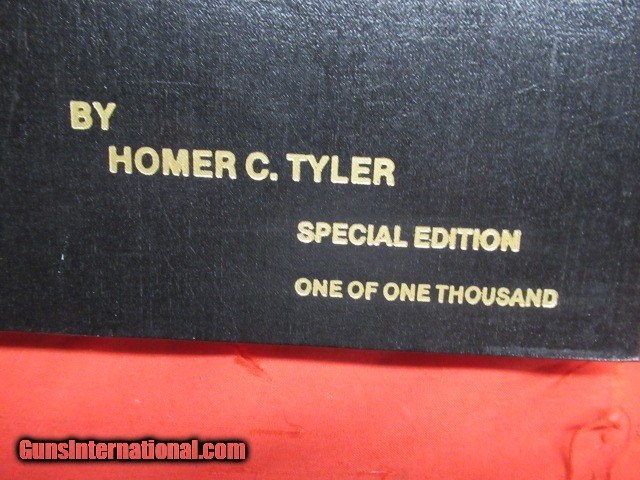 BY
HOMER C. TYLER
SPECIAL EDITION
ONE OF ONE THOUSAND
GunsInternational.com